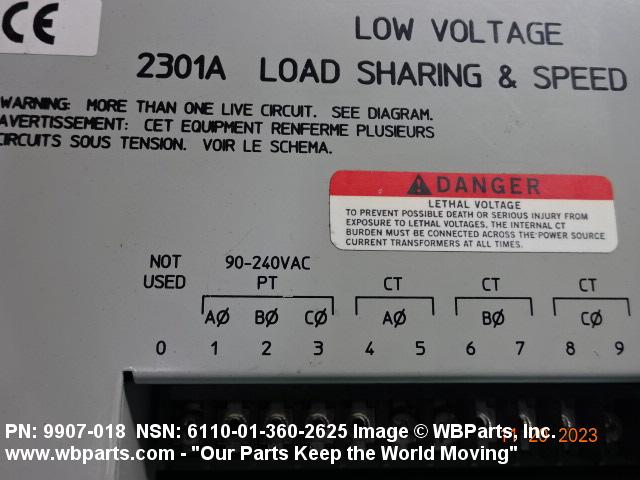 CE
LOW VOLTAGE
2301A LOAD SHARING & SPEED
WARNING: MORE THAN ONE LIVE CIRCUIT. SEE DIAGRAM.
AVERTISSEMENT: CET EQUIPMENT RENFERME PLUSIEURS
CIRCUITS SOUS TENSION. VOIR LE SCHEMA.
DANGER
LETHAL VOLTAGE
TO PREVENT POSSIBLE DEATH OR SERIOUS INJURY FROM
EXPOSURE TO LETHAL VOLTAGES, THE INTERNAL CT
BURDEN MUST BE CONNECTED ACROSS THE POWER SOURCE
CURRENT TRANSFORMERS AT ALL TIMES.
NOT USED
90-240VAC
PT CT CT CT
AØ BØ CØ AØ BØ CØ
0 1 2 3 4 5 6 7 8 9
11 20 2023
PN: 9907-018 NSN: 6110-01-360-2625 Image © WBParts, Inc.
www.wbparts.com - "Our Parts Keep the World Moving"